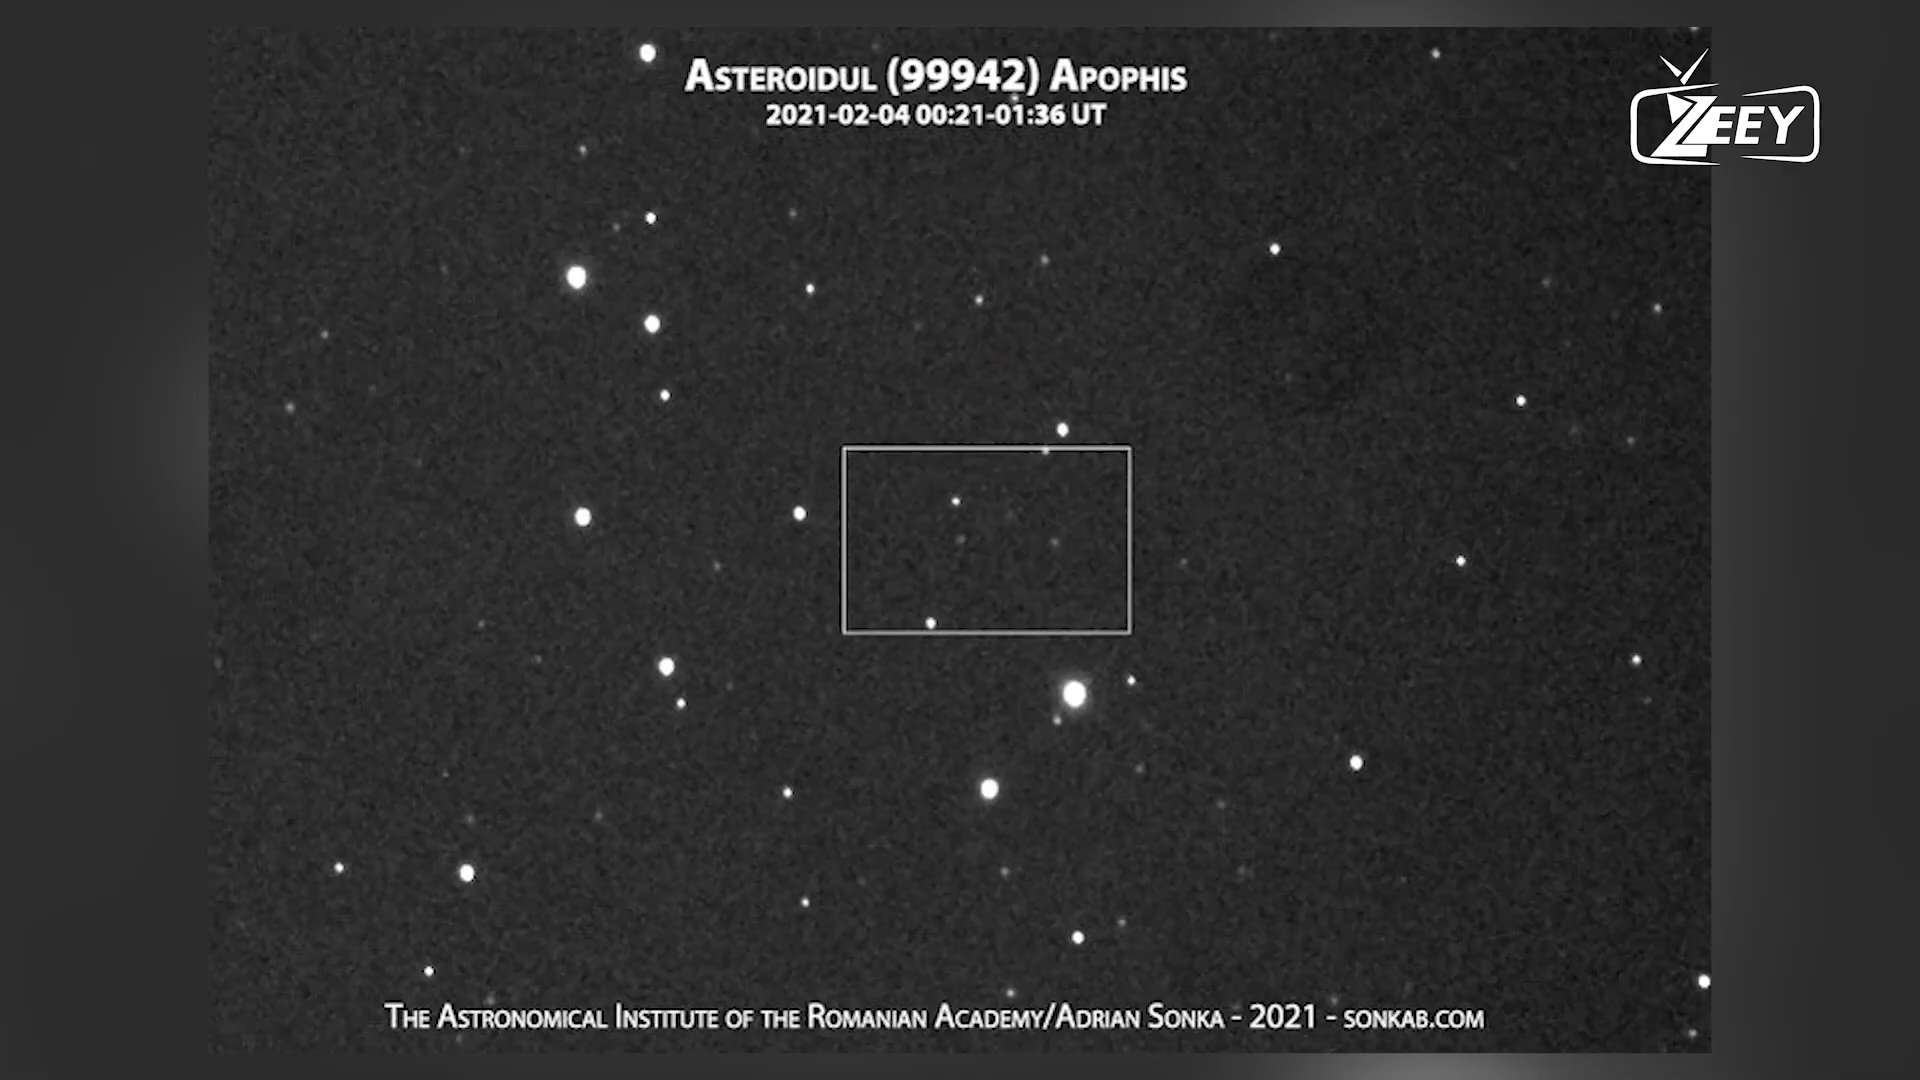 Asteroidul (99942) Apophis
2021-02-04 00:21-01:36 UT
ZEEY
The Astronomical Institute of the Romanian Academy/Adrian Sonka - 2021 - sonkab.com